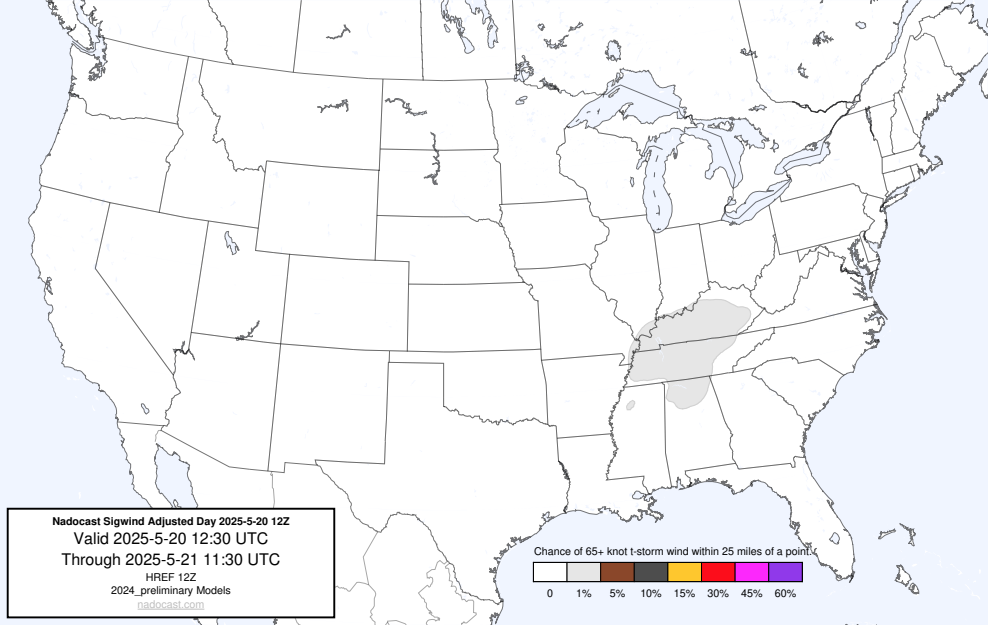 Nadocast Sigwind Adjusted Day 2025-5-20 12Z
Valid 2025-5-20 12:30 UTC
Through 2025-5-21 11:30 UTC
HREF 12Z
2024_preliminary Models
nadocast.com
Chance of 65+ knot t-storm wind within 25 miles of a point.
0 1% 5% 10% 15% 30% 45% 60%